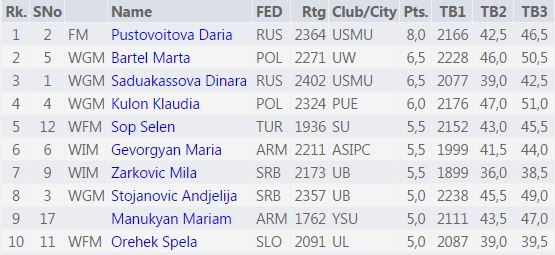 Rk. SNo Name FED Rtg Club/City Pts. TB1 TB2 TB3
1 2 FM Pustovoitova Daria RUS 2364 USMU 8,0 2166 42,5 46,5
2 5 WGM Bartel Marta POL 2271 UW 6,5 2228 46,0 50,5
3 1 WGM Saduakassova Dinara RUS 2402 USMU 6,5 2077 39,0 42,5
4 4 WGM Kulon Klaudia POL 2324 PUE 6,0 2176 47,0 51,0
5 12 WFM Sop Selen TUR 1936 SU 5,5 2152 43,0 45,5
6 6 WIM Gevorgyan Maria ARM 2211 ASIPC 5,5 1999 41,5 44,0
7 9 WIM Zarkovic Mila SRB 2173 UB 5,5 1899 36,0 38,5
8 3 WGM Stojanovic Andjelija SRB 2357 UB 5,0 2238 45,5 49,0
9 17 Manukyan Mariam ARM 1762 YSU 5,0 2111 43,5 47,0
10 11 WFM Orehek Spela SLO 2091 UL 5,0 2087 39,0 39,5